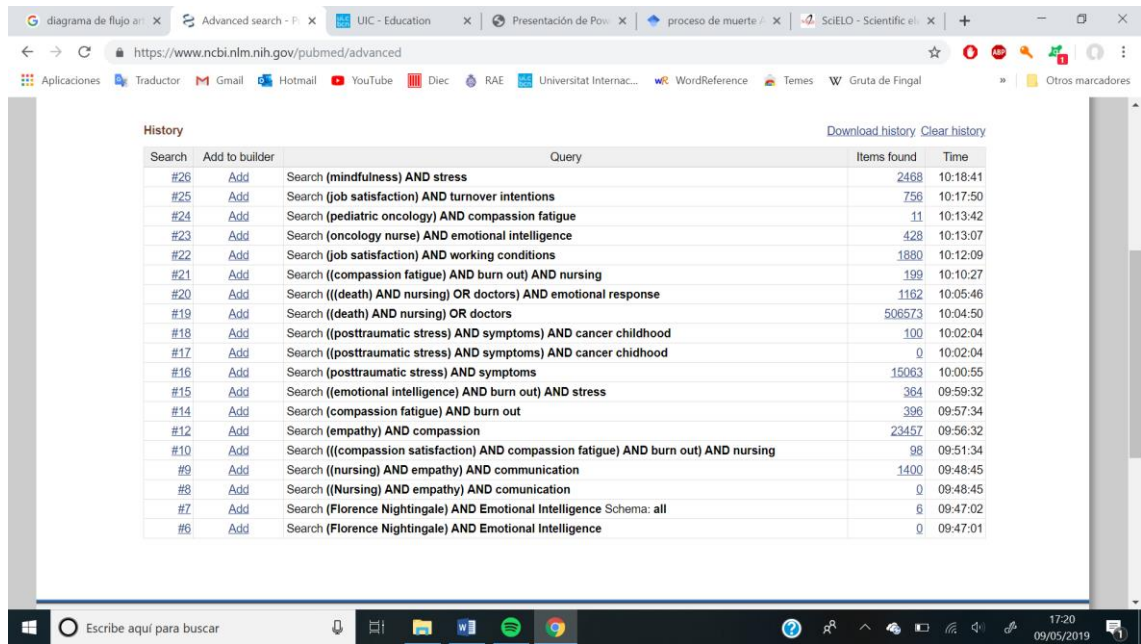 diagrama de flujo ar
Advanced search - P
UIC - Education
Presentación de Pow
proceso de muerte
SciELO - Scientific el
https://www.ncbi.nlm.nih.gov/pubmed/advanced
Aplicaciones Traductor Gmail Hotmail YouTube Diec RAE Universitat Internac... WordReference Temes Gruta de Fingal » Otros marcadores
History Download history Clear history
Search Add to builder Query Items found Time
#26 Add Search (mindfulness) AND stress 2468 10:18:41
#25 Add Search (job satisfaction) AND turnover intentions 756 10:17:50
#24 Add Search (pediatric oncology) AND compassion fatigue 11 10:13:42
#23 Add Search (oncology nurse) AND emotional intelligence 428 10:13:07
#22 Add Search (job satisfaction) AND working conditions 1880 10:12:09
#21 Add Search ((compassion fatigue) AND burn out) AND nursing 199 10:10:27
#20 Add Search (((death) AND nursing) OR doctors) AND emotional response 1162 10:05:46
#19 Add Search ((death) AND nursing) OR doctors 506573 10:04:50
#18 Add Search ((posttraumatic stress) AND symptoms) AND cancer childhood 100 10:02:04
#17 Add Search ((posttraumatic stress) AND symptoms) AND cancer chidhood 0 10:02:04
#16 Add Search (posttraumatic stress) AND symptoms 15063 10:00:55
#15 Add Search ((emotional intelligence) AND burn out) AND stress 364 09:59:32
#14 Add Search (compassion fatigue) AND burn out 396 09:57:34
#12 Add Search (empathy) AND compassion 23457 09:56:32
#10 Add Search (((compassion satisfaction) AND compassion fatigue) AND burn out) AND nursing 98 09:51:34
#9 Add Search ((nursing) AND empathy) AND communication 1400 09:48:45
#8 Add Search ((Nursing) AND empathy) AND comunication 0 09:48:45
#7 Add Search (Florence Nightingale) AND Emotional Intelligence Schema: all 6 09:47:02
#6 Add Search (Florence Nightingale) AND Emotional Intelligence 0 09:47:01
Escribe aquí para buscar
17:20
09/05/2019